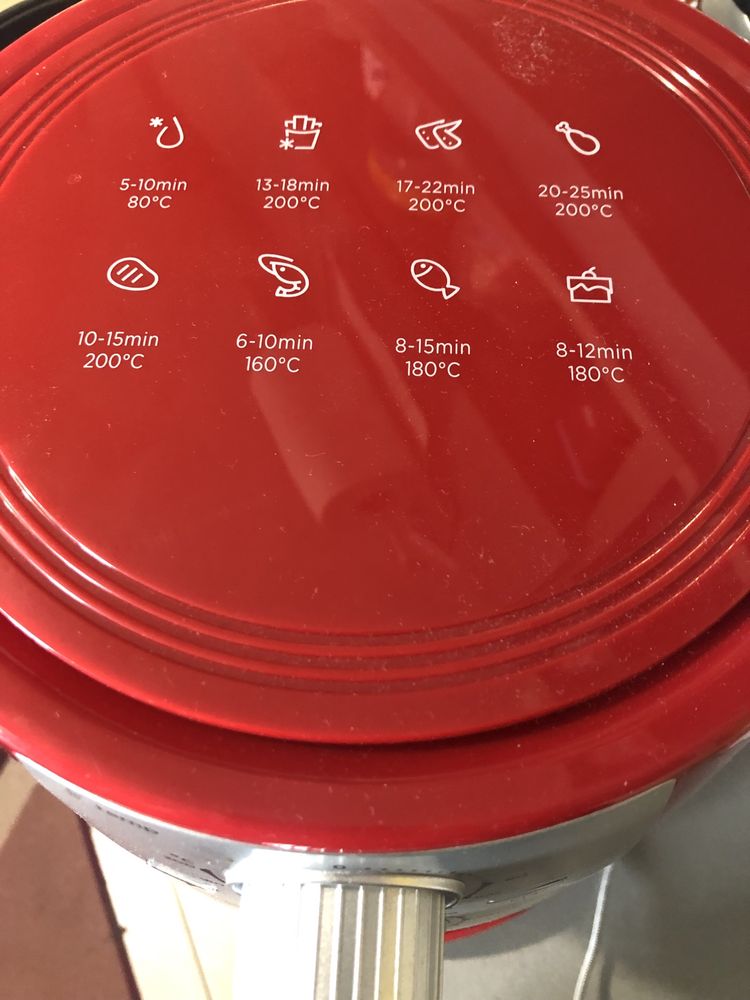 5-10min 13-18min 17-22min 20-25min
80°C 200°C 200°C 200°C
10-15min 6-10min 8-15min 8-12min
200°C 160°C 180°C 180°C
Temp